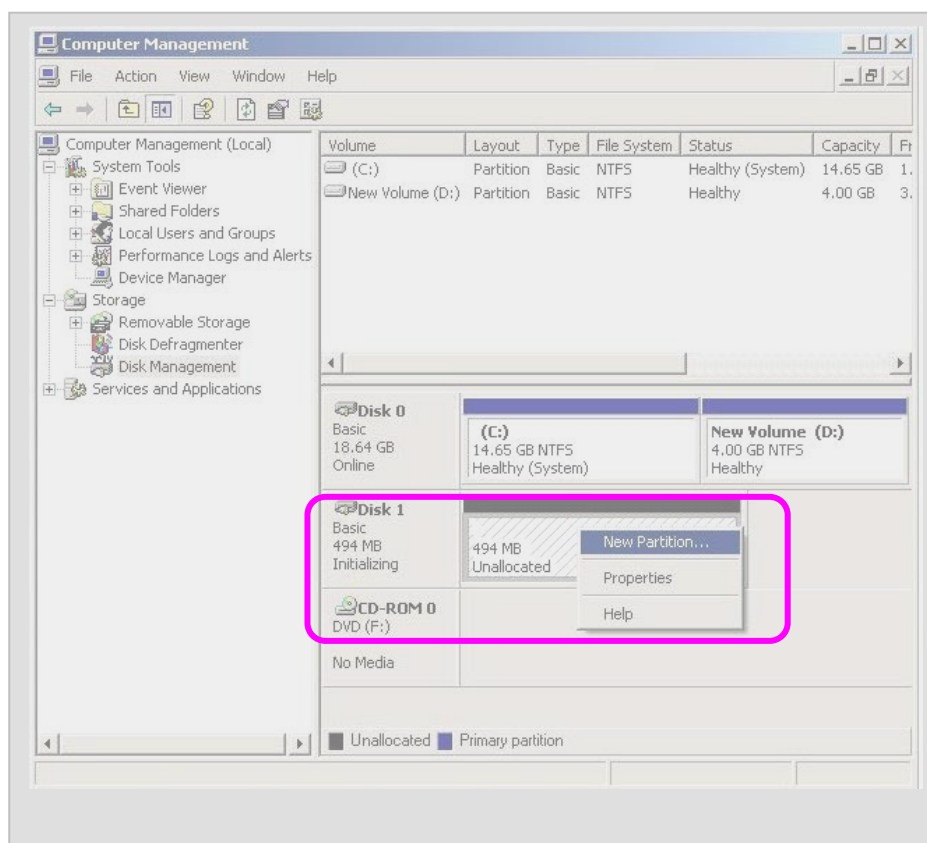 Computer Management
File Action View Window Help
Computer Management (Local)
System Tools
Event Viewer
Shared Folders
Local Users and Groups
Performance Logs and Alerts
Device Manager
Storage
Removable Storage
Disk Defragmenter
Disk Management
Services and Applications
Volume Layout Type File System Status Capacity Fr
(C:) Partition Basic NTFS Healthy (System) 14.65 GB 1.
New Volume (D:) Partition Basic NTFS Healthy 4.00 GB 3.
Disk 0
Basic
18.64 GB
Online
(C:)
14.65 GB NTFS
Healthy (System)
New Volume (D:)
4.00 GB NTFS
Healthy
Disk 1
Basic
494 MB
Initializing
494 MB
Unallocated
New Partition...
Properties
Help
CD-ROM 0
DVD (F:)
No Media
Unallocated Primary partition